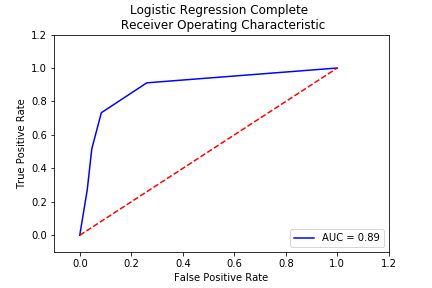 Logistic Regression Complete
Receiver Operating Characteristic
1.2
1.0
0.8
0.6
0.4
0.2
0.0
True Positive Rate
AUC = 0.89
0.0 0.2 0.4 0.6 0.8 1.0 1.2
False Positive Rate